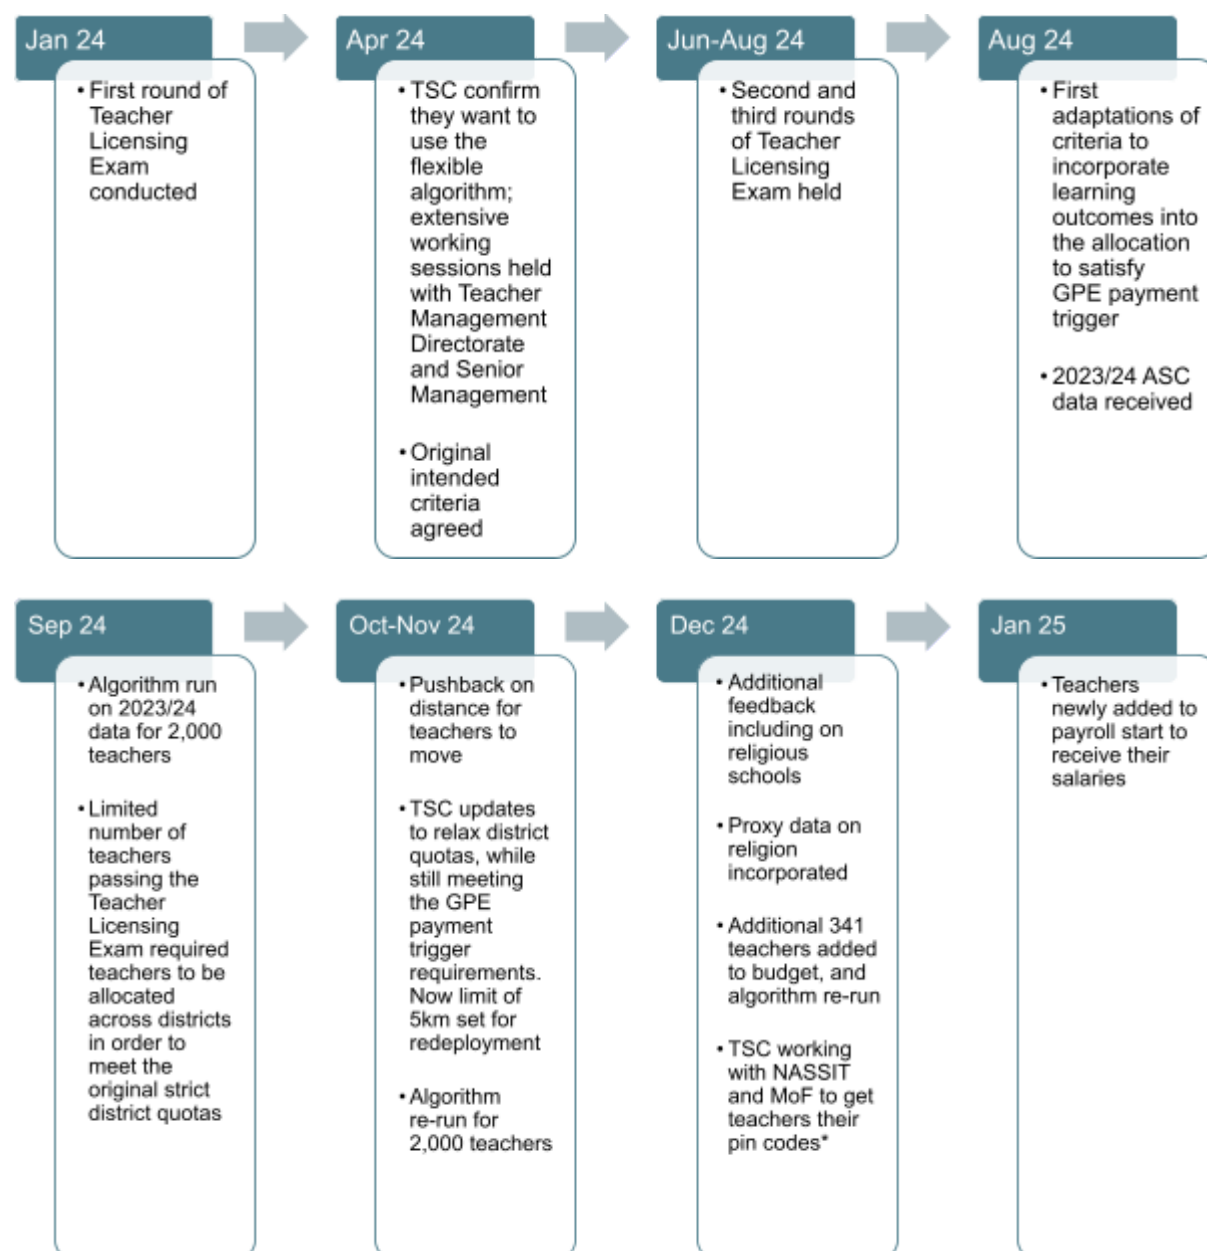 Jan 24
• First round of
Teacher
Licensing
Exam
conducted
Apr 24
• TSC confirm
they want to
use the
flexible
algorithm;
extensive
working
sessions held
with Teacher
Management
Directorate
and Senior
Management
• Original
intended
criteria
agreed
Jun-Aug 24
• Second and
third rounds
of Teacher
Licensing
Exam held
Aug 24
• First
adaptations of
criteria to
incorporate
learning
outcomes into
the allocation
to satisfy
GPE payment
trigger
• 2023/24 ASC
data received
Sep 24
• Algorithm run
on 2023/24
data for 2,000
teachers
• Limited
number of
teachers
passing the
Teacher
Licensing
Exam required
teachers to be
allocated
across districts
in order to
meet the
original strict
district quotas
Oct-Nov 24
• Pushback on
distance for
teachers to
move
• TSC updates
to relax district
quotas, while
still meeting
the GPE
payment
trigger
requirements.
Now limit of
5km set for
redeployment
• Algorithm
re-run for
2,000 teachers
Dec 24
• Additional
feedback
including on
religious
schools
• Proxy data on
religion
incorporated
• Additional 341
teachers added
to budget, and
algorithm re-run
• TSC working
with NASSIT
and MoF to get
teachers their
pin codes*
Jan 25
• Teachers
newly added to
payroll start to
receive their
salaries